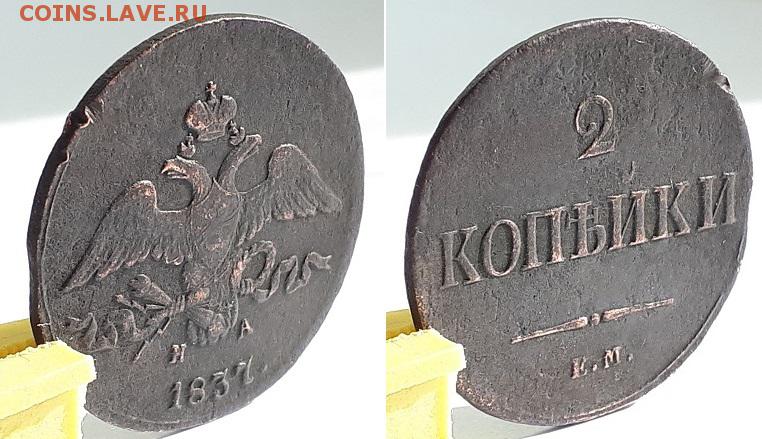 COINS.LAVE.RU
Н А
1837.
2
КОПѢЙКИ
Е.М.